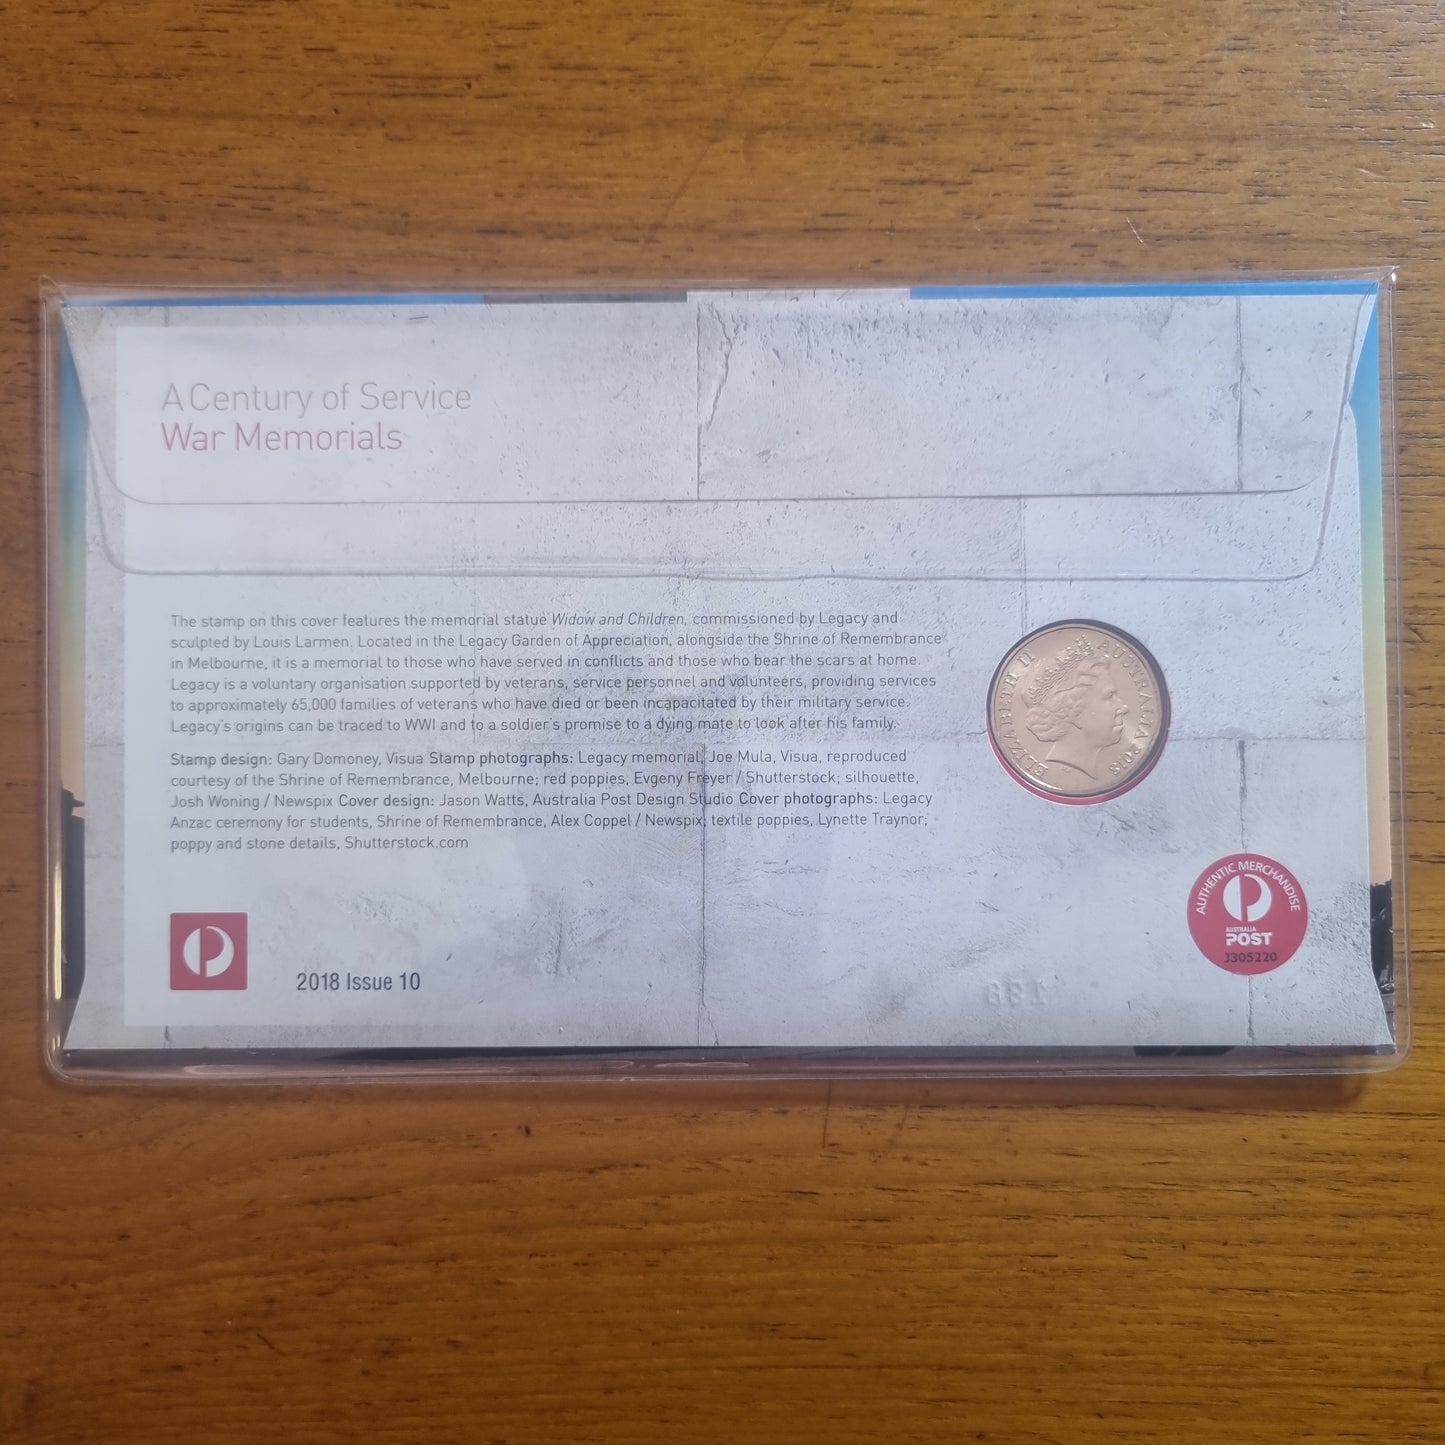 A Century of Service
War Memorials
The stamp on this cover features the memorial statue Widow and Children, commissioned by Legacy and
sculpted by Louis Larmen. Located in the Legacy Garden of Appreciation, alongside the Shrine of Remembrance
in Melbourne, it is a memorial to those who have served in conflicts and those who bear the scars at home.
Legacy is a voluntary organisation supported by veterans, service personnel and volunteers, providing services
to approximately 65,000 families of veterans who have died or been incapacitated by their military service.
Legacy's origins can be traced to WWI and to a soldier's promise to a dying mate to look after his family.
Stamp design: Gary Domoney, Visua Stamp photographs: Legacy memorial, Joe Mula, Visua, reproduced
courtesy of the Shrine of Remembrance, Melbourne; red poppies, Evgeny Freyer / Shutterstock; silhouette,
Josh Woning / Newspix Cover design: Jason Watts, Australia Post Design Studio Cover photographs: Legacy
Anzac ceremony for students, Shrine of Remembrance, Alex Coppel / Newspix; textile poppies, Lynette Traynor;
poppy and stone details, Shutterstock.com
ELIZABETH II AUSTRALIA 2018
2018 Issue 10
AUTHENTIC MERCHANDISE
AUSTRALIA
POST
J305220